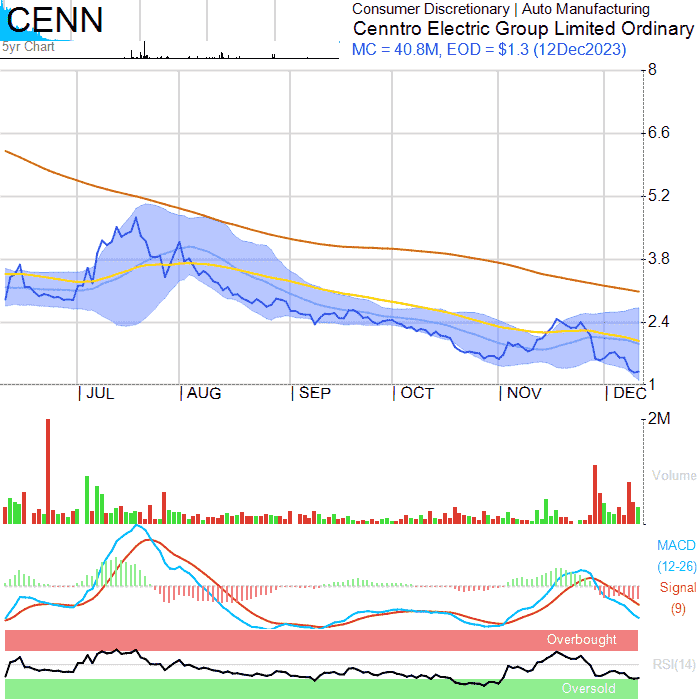 CENN
Consumer Discretionary | Auto Manufacturing
Cenntro Electric Group Limited Ordinary
MC = 40.8M, EOD = $1.3 (12Dec2023)
5yr Chart
8
6.6
5.2
3.8
2.4
1
| JUL | AUG | SEP | OCT | NOV | DEC
2M
Volume
MACD
(12-26)
Signal
(9)
Overbought
RSI(14)
Oversold